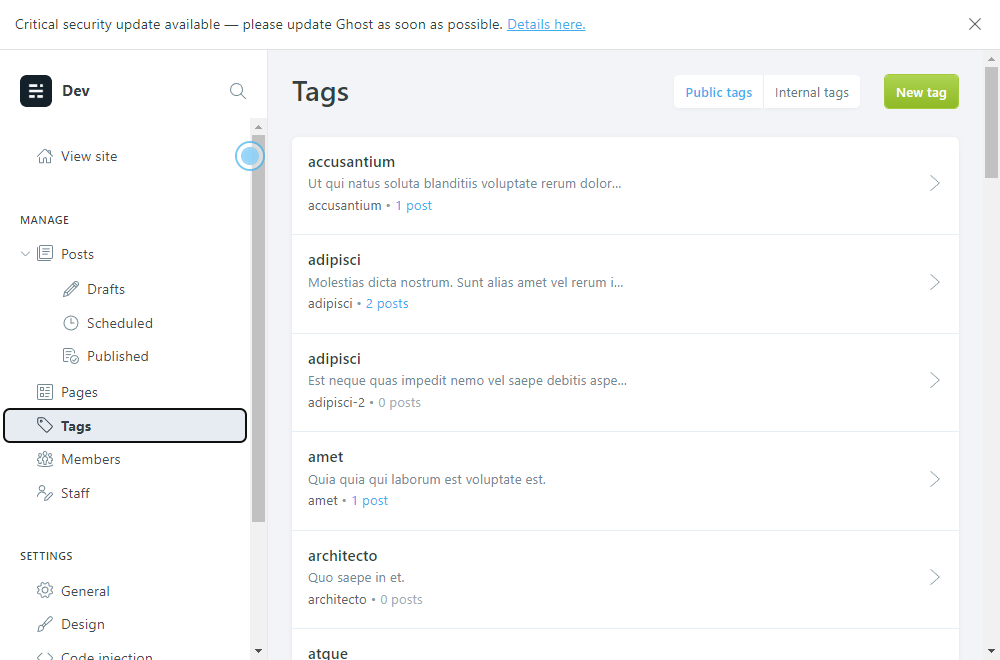 Critical security update available — please update Ghost as soon as possible. Details here.
Dev
View site
MANAGE
Posts
Drafts
Scheduled
Published
Pages
Tags
Members
Staff
SETTINGS
General
Design
Code injection
Tags
Public tags
Internal tags
New tag
accusantium
Ut qui natus soluta blanditiis voluptate rerum dolor...
accusantium • 1 post
adipisci
Molestias dicta nostrum. Sunt alias amet vel rerum i...
adipisci • 2 posts
adipisci
Est neque quas impedit nemo vel saepe debitis aspe...
adipisci-2 • 0 posts
amet
Quia quia qui laborum est voluptate est.
amet • 1 post
architecto
Quo saepe in et.
architecto • 0 posts
atque